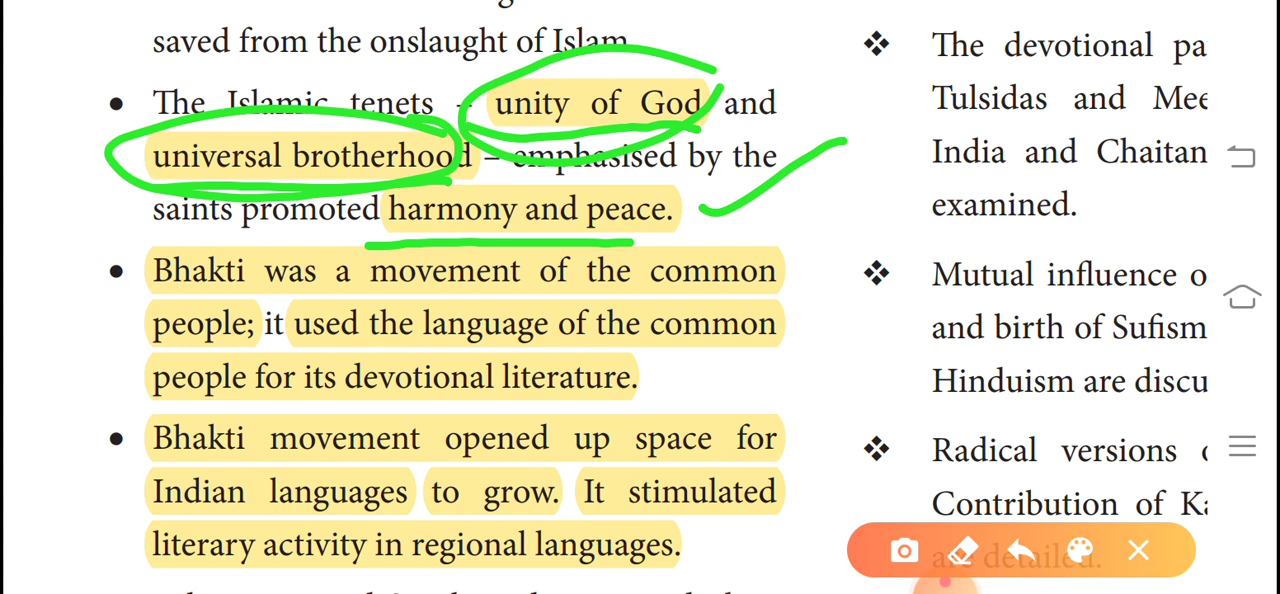 saved from the onslaught of Islam.
• The Islamic tenets – unity of God and
universal brotherhood – emphasised by the
saints promoted harmony and peace.
• Bhakti was a movement of the common
people; it used the language of the common
people for its devotional literature.
• Bhakti movement opened up space for
Indian languages to grow. It stimulated
literary activity in regional languages.
❖ The devotional pa
Tulsidas and Mee
India and Chaitan
examined.
❖ Mutual influence o
and birth of Sufism
Hinduism are discu
❖ Radical versions
Contribution of Ka
are detailed.